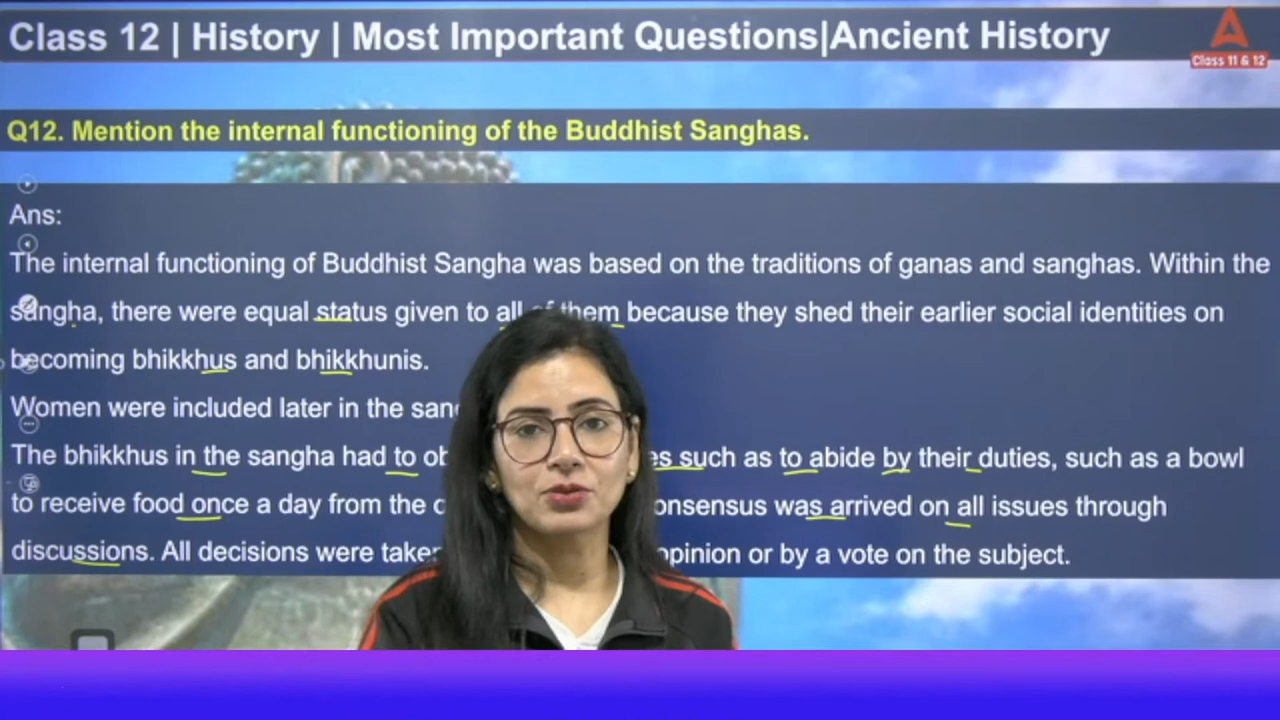 Class 12 | History | Most Important Questions|Ancient History
Class 11 & 12
Q12. Mention the internal functioning of the Buddhist Sanghas.
Ans:
The internal functioning of Buddhist Sangha was based on the traditions of ganas and sanghas. Within the
sangha, there were equal status given to all of them because they shed their earlier social identities on
becoming bhikkhus and bhikkhunis.
Women were included later in the
The bhikkhus in the sangha had to such as to abide by their duties, such as a bowl
to receive food once a day from the was arrived on all issues through
discussions. All decisions were opinion or by a vote on the subject.